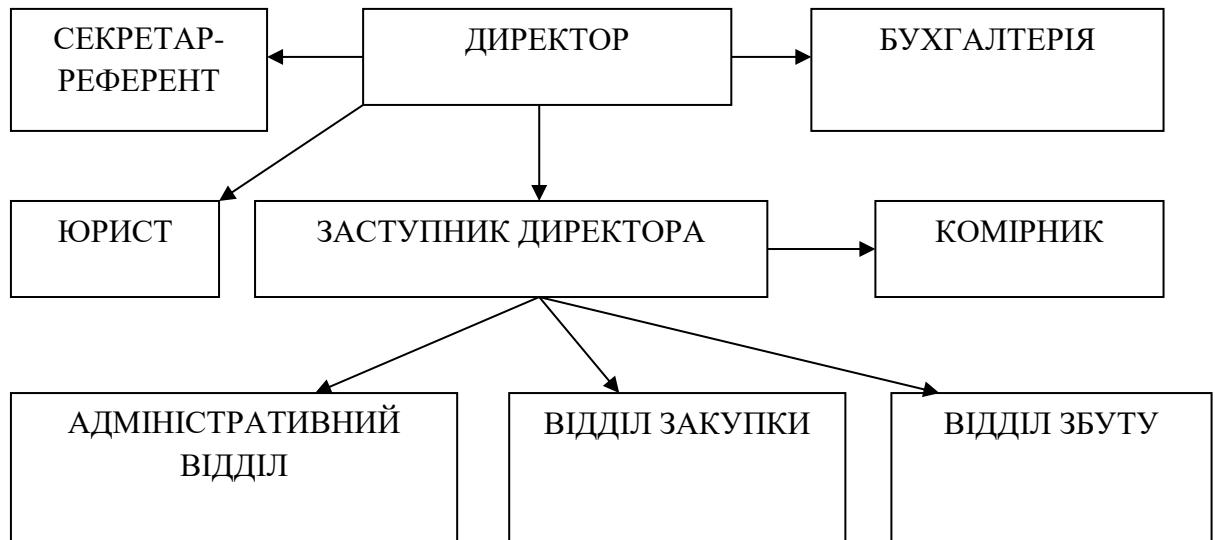 СЕКРЕТАР-
РЕФЕРЕНТ
ДИРЕКТОР
БУХГАЛТЕРІЯ
ЮРИСТ
ЗАСТУПНИК ДИРЕКТОРА
КОМІРНИК
АДМІНІСТРАТИВНИЙ
ВІДДІЛ
ВІДДІЛ ЗАКУПКИ
ВІДДІЛ ЗБУТУ